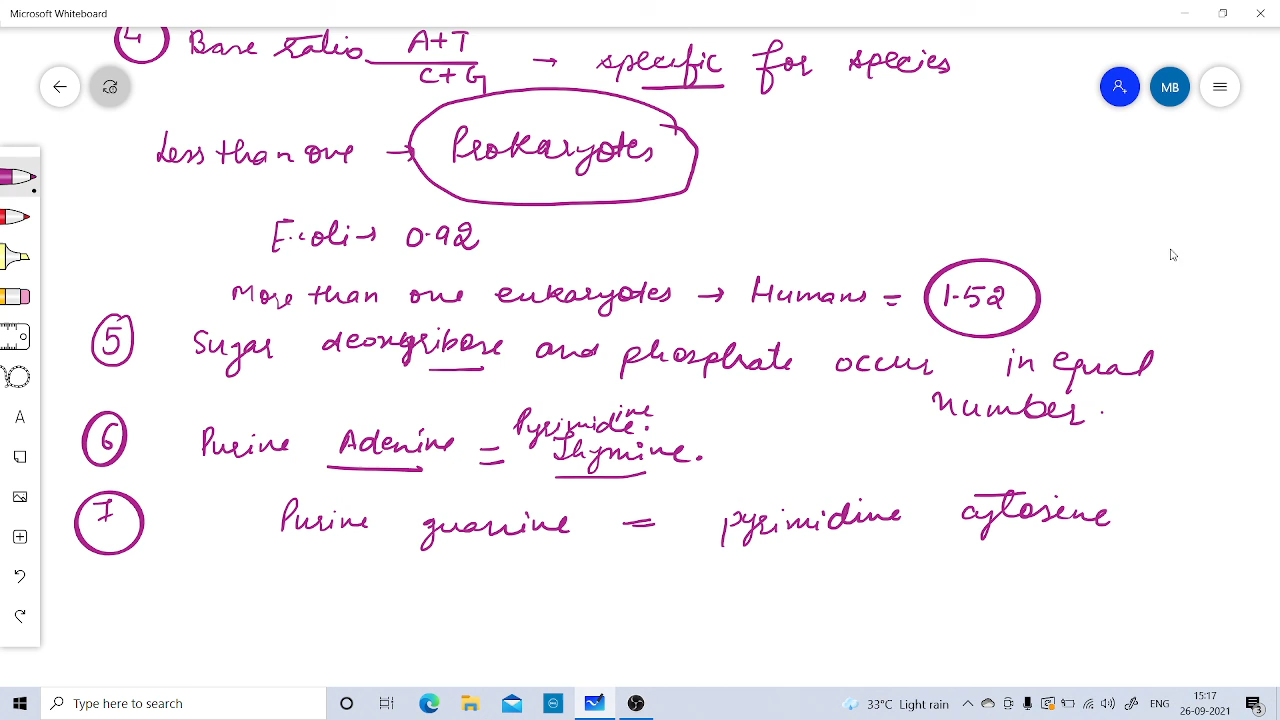 Microsoft Whiteboard
4 Base ratio A+T / C+G → specific for species
MB
Less than one → Prokaryotes
E.coli → 0.92
More than one eukaryotes → Humans = 1.52
5 Sugar deoxyribose and phosphate occur in equal
number.
Pyrimidine.
6 Purine Adenine = Thymine.
7 Purine guanine = pyrimidine cytosene
A
Type here to search
33°C Light rain
ENG
15:17
26-09-2021
3